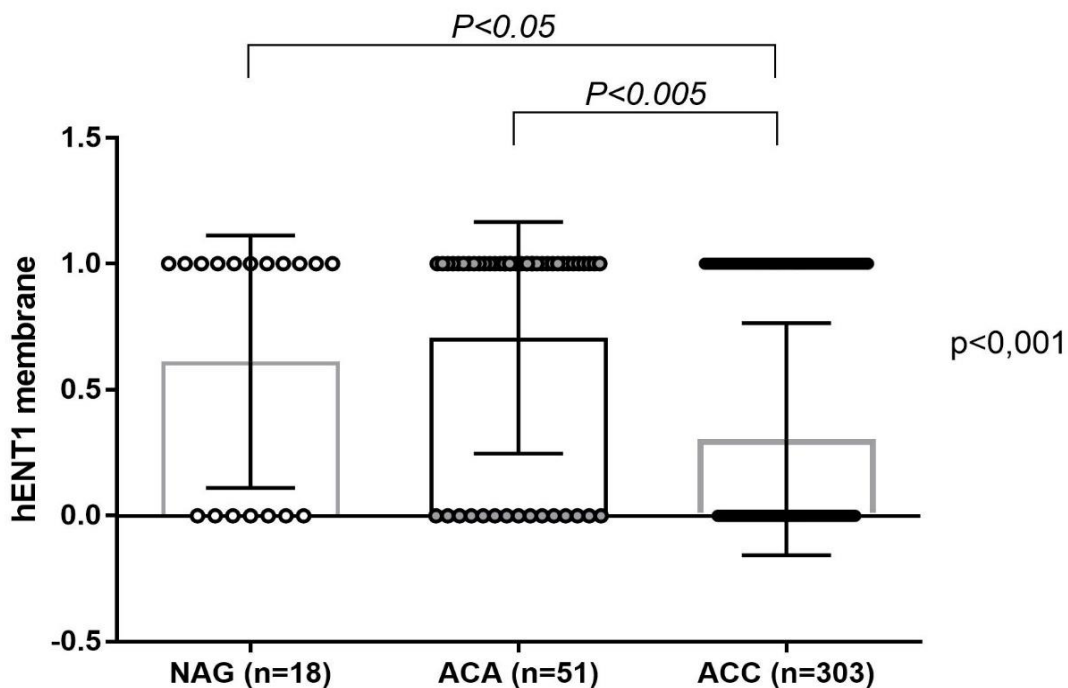 P<0.05
P<0.005
hENT1 membrane
1.5
1.0
0.5
0.0
-0.5
p<0,001
NAG (n=18) ACA (n=51) ACC (n=303)